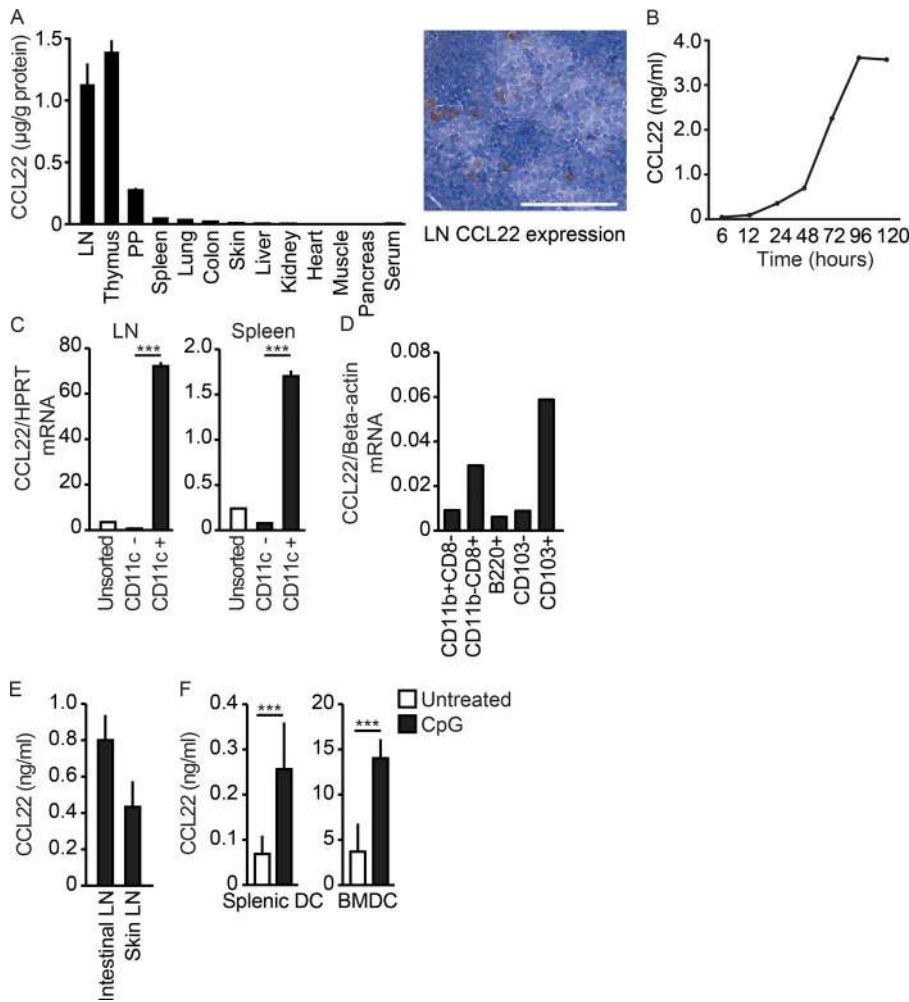 A
CCL22 (µg/g protein)
1.5
1.0
0.5
0
LN
Thymus
PP
Spleen
Lung
Colon
Skin
Liver
Kidney
Heart
Muscle
Pancreas
Serum
LN CCL22 expression
B
CCL22 (ng/ml)
4.0
3.0
2.0
1.0
0
6 12 24 48 72 96 120
Time (hours)
C
LN
CCL22/HPRT
mRNA
80
60
40
20
0
***
Unsorted
CD11c -
CD11c +
Spleen
2.0
1.5
1.0
0.5
0
***
Unsorted
CD11c -
CD11c +
D
CCL22/Beta-actin
mRNA
0.08
0.06
0.04
0.02
0
CD11b+CD8-
CD11b-CD8+
B220+
CD103-
CD103+
E
CCL22 (ng/ml)
1.0
0.8
0.6
0.4
0.2
0
Intestinal LN
Skin LN
F
CCL22 (ng/ml)
0.4
0.3
0.2
0.1
0
***
Splenic DC
20
15
10
5
0
***
BMDC
Untreated
CpG